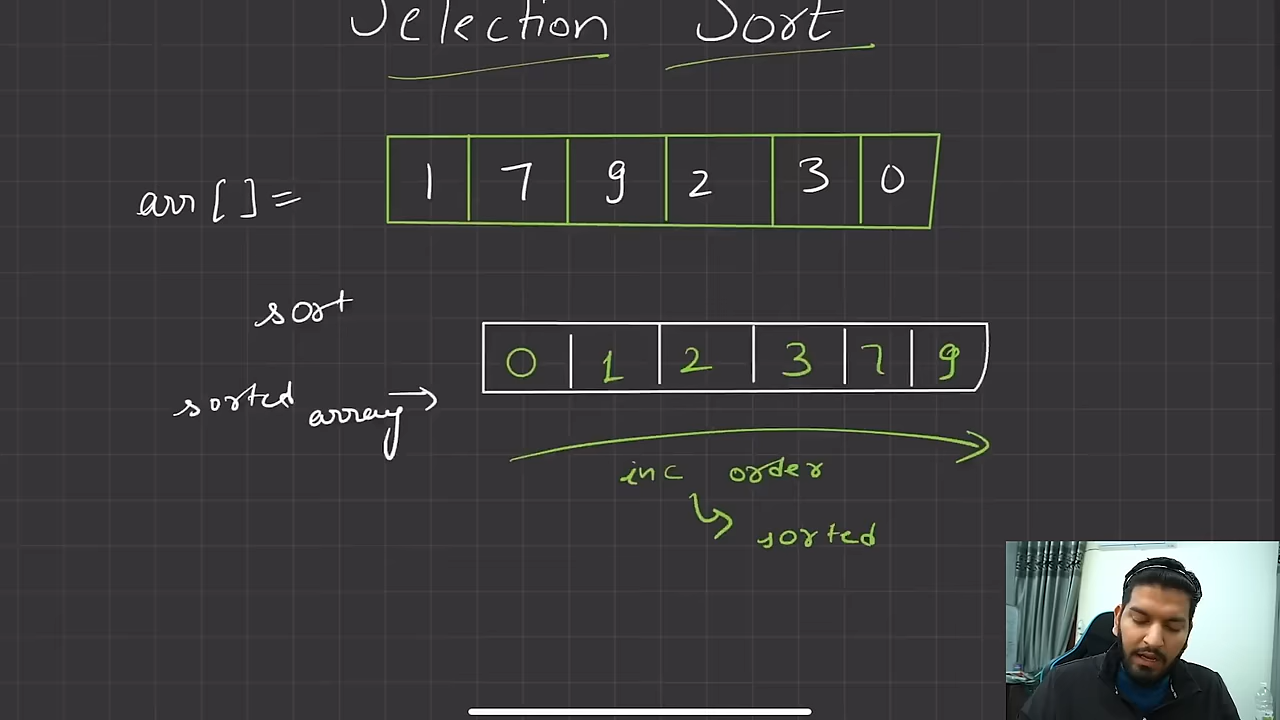 Selection Sort
arr [ ] = 1 7 9 2 3 0
sort
0 1 2 3 7 9
sorted array →
inc order
↳ sorted